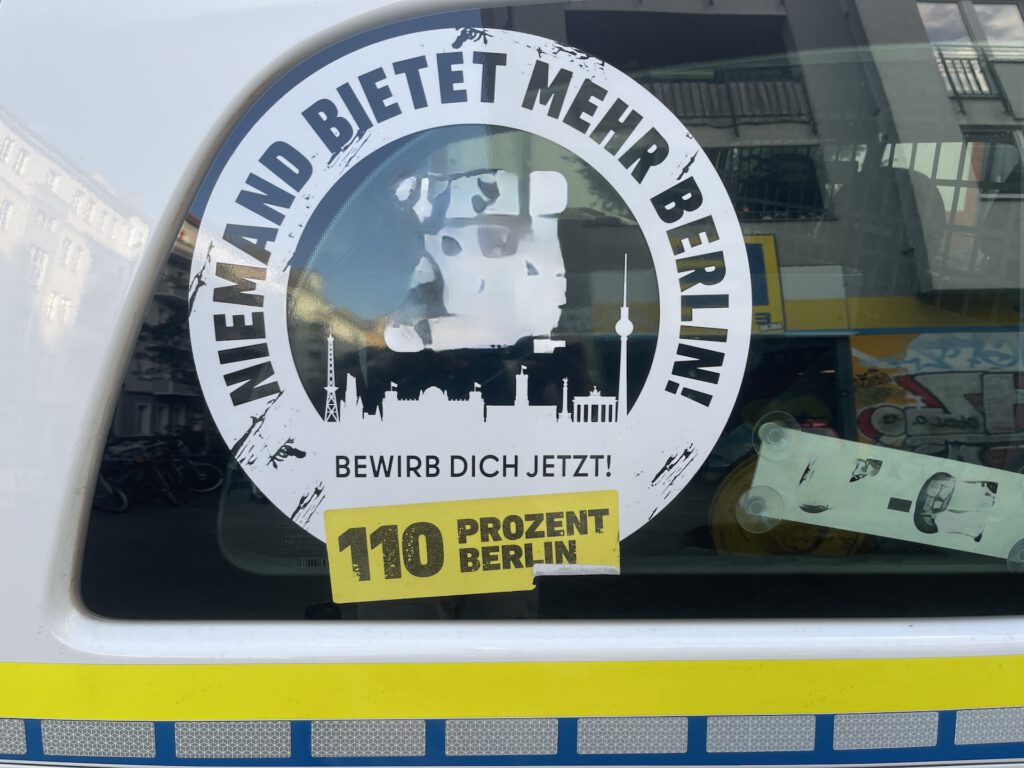 NIEMAND BIETET MEHR BERLIN!
BEWIRB DICH JETZT!
110 PROZENT
BERLIN